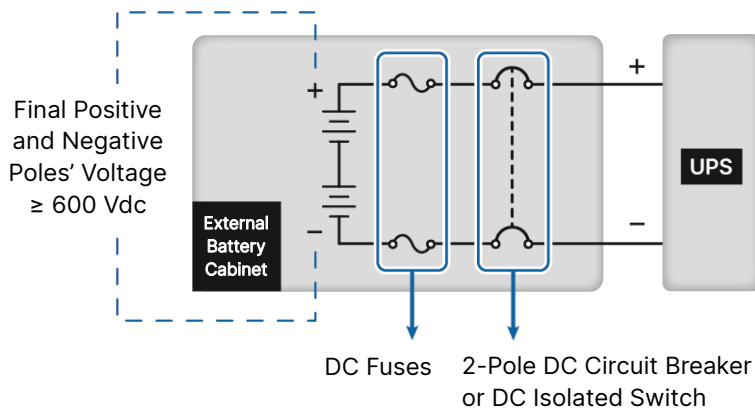 Final Positive
and Negative
Poles' Voltage
≥ 600 Vdc
+
−
External
Battery
Cabinet
+
−
UPS
DC Fuses
2-Pole DC Circuit Breaker
or DC Isolated Switch